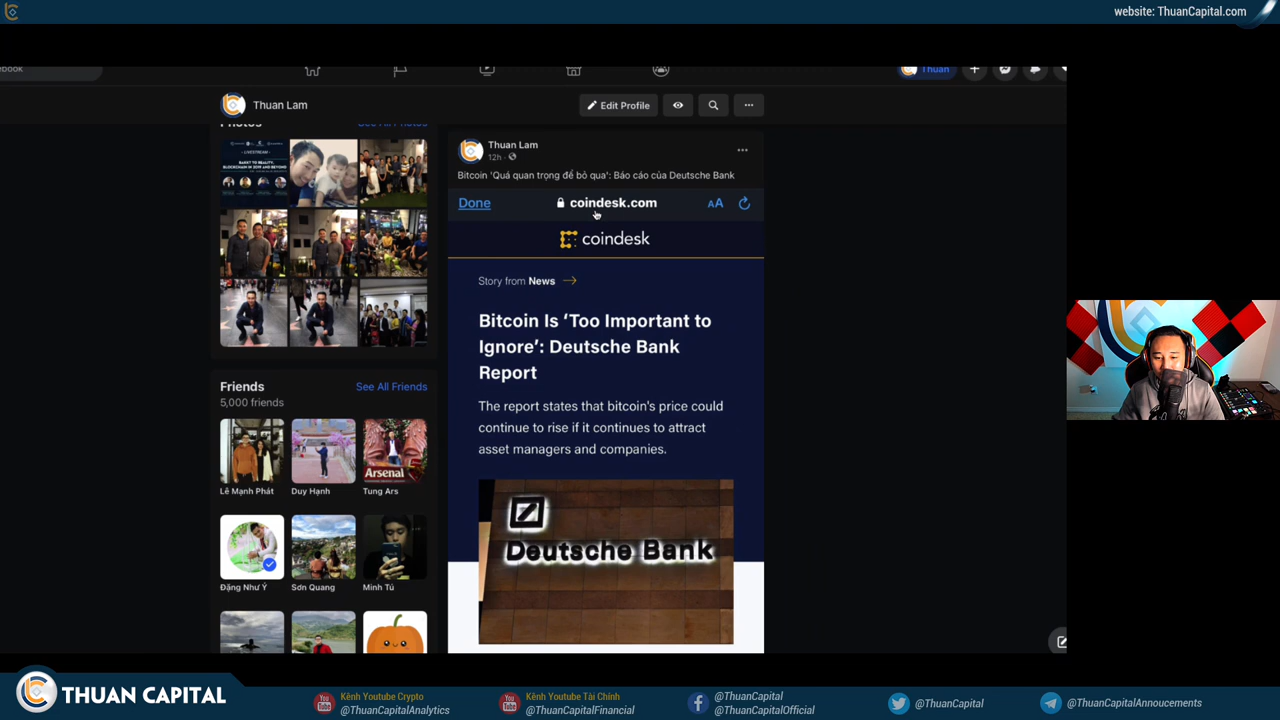 website: ThuanCapital.com
ebook
Thuan
Thuan Lam
Edit Profile
Photos
See All Photos
Arsenal
Friends
See All Friends
5,000 friends
Lê Mạnh Phát
Duy Hạnh
Tung Ars
Đặng Như Ý
Sơn Quang
Minh Tú
Thuan Lam
12h
Bitcoin 'Quá quan trọng để bỏ qua': Báo cáo của Deutsche Bank
Done
coindesk.com
AA
coindesk
Story from News
Bitcoin Is ‘Too Important to
Ignore’: Deutsche Bank
Report
The report states that bitcoin's price could
continue to rise if it continues to attract
asset managers and companies.
Deutsche Bank
THUAN CAPITAL
Kênh Youtube Crypto
@ThuanCapitalAnalytics
Kênh Youtube Tài Chính
@ThuanCapitalFinancial
@ThuanCapital
@ThuanCapitalOfficial
@ThuanCapital
@ThuanCapitalAnnoucements